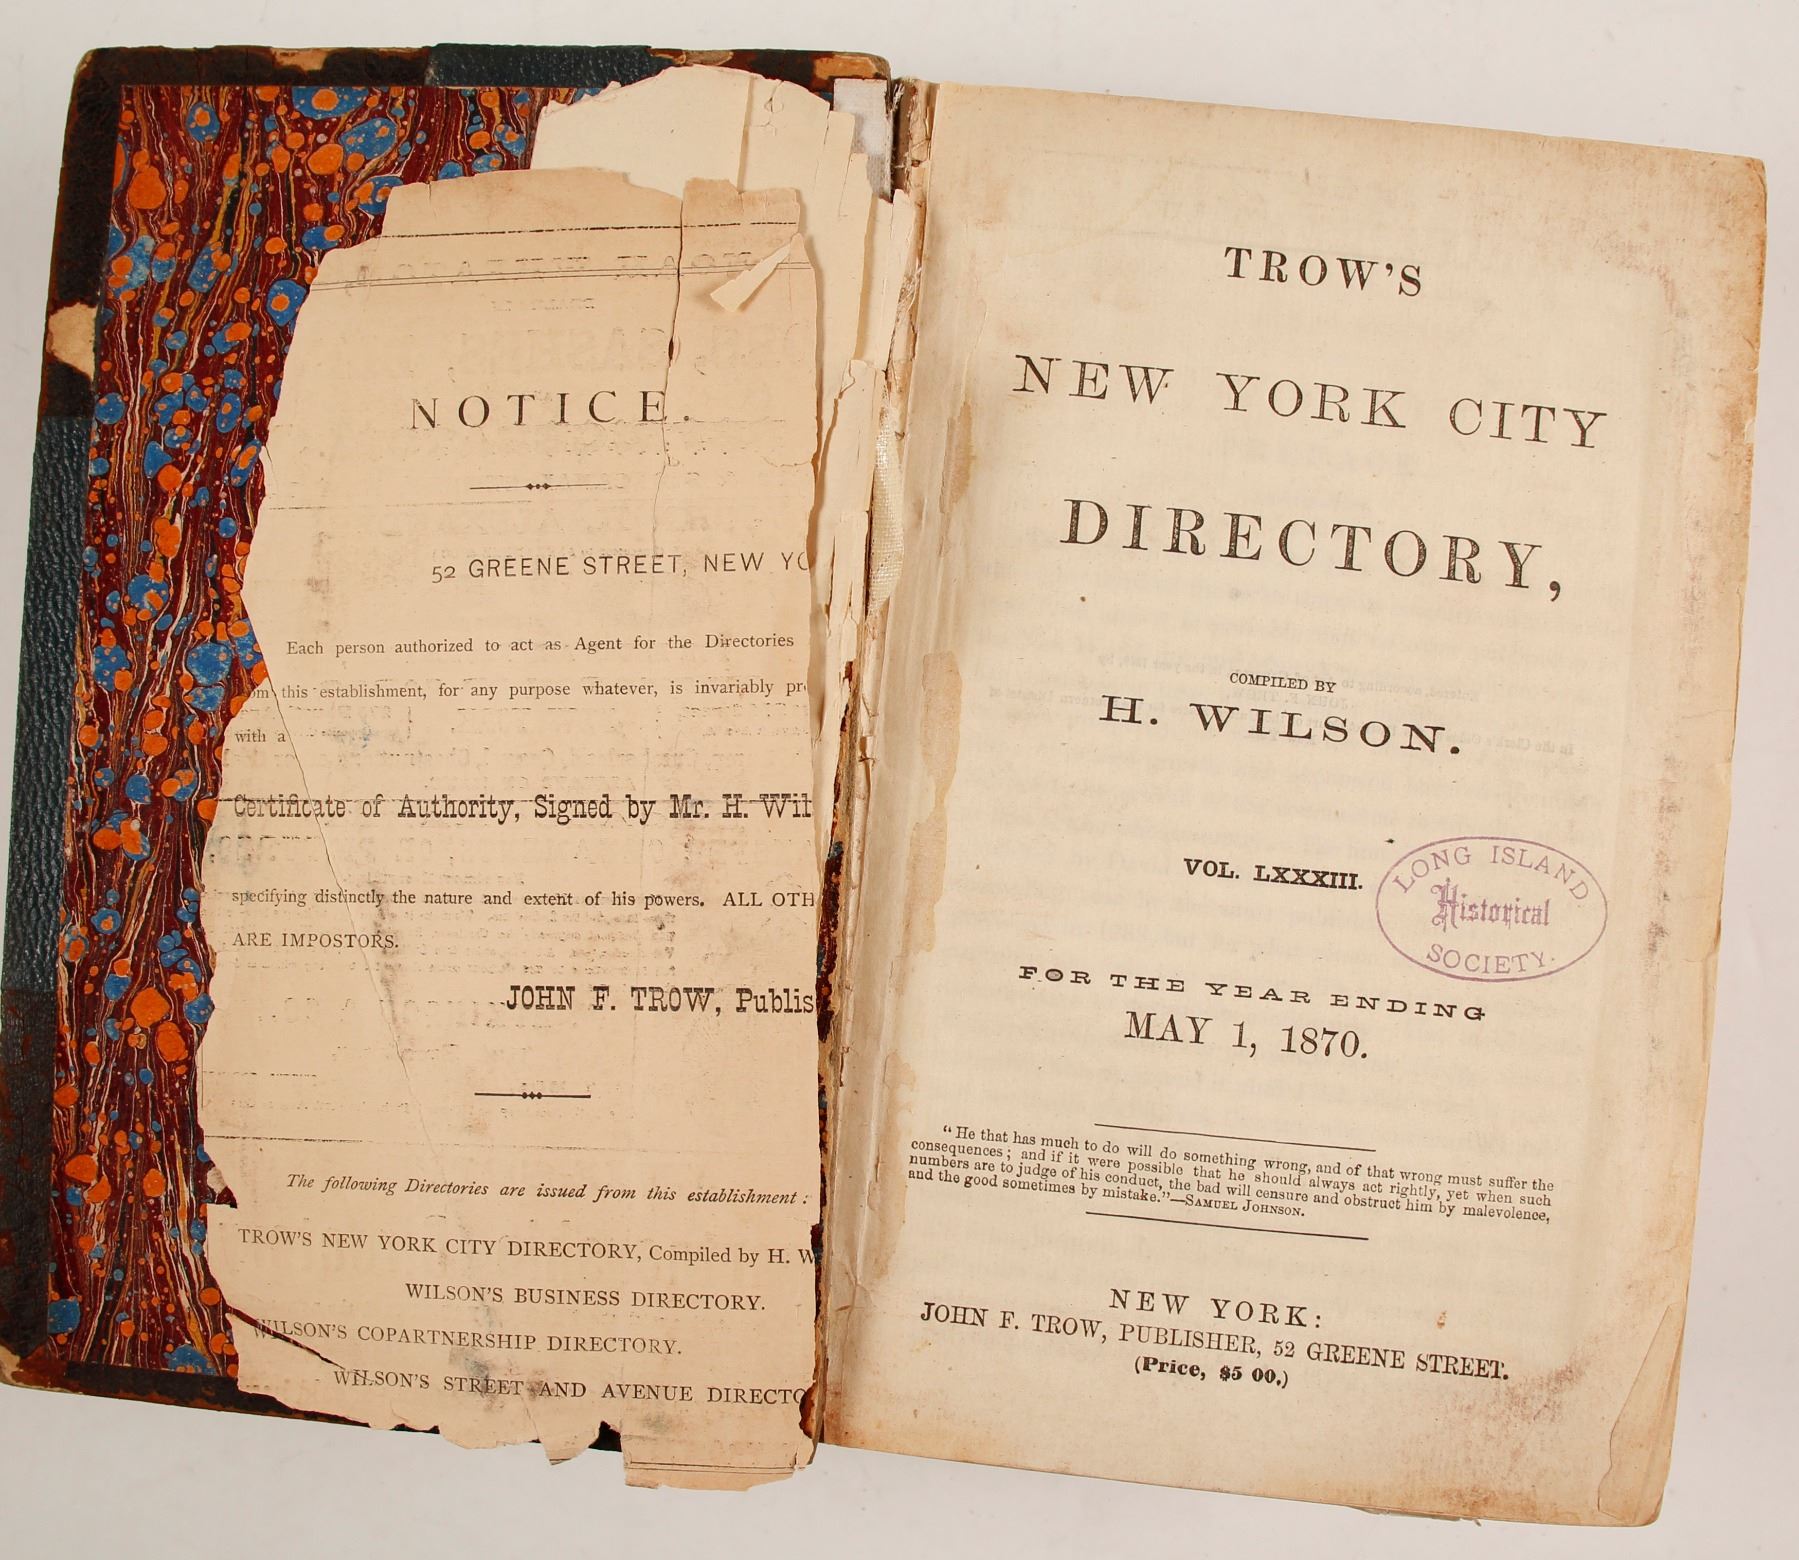 NOTICE.
52 GREENE STREET, NEW YO
Each person authorized to act as Agent for the Directories
om this establishment, for any purpose whatever, is invariably pr
with a
Certificate of Authority, Signed by Mr. H. Wil
specifying distinctly the nature and extent of his powers. ALL OTH
ARE IMPOSTORS.
JOHN F. TROW, Publis
The following Directories are issued from this establishment:
TROW'S NEW YORK CITY DIRECTORY, Compiled by H. W
WILSON'S BUSINESS DIRECTORY.
WILSON'S COPARTNERSHIP DIRECTORY.
WILSON'S STREET AND AVENUE DIRECTO
TROW'S
NEW YORK CITY
DIRECTORY,
COMPILED BY
H. WILSON.
VOL. LXXXIII.
LONG ISLAND
Historical
SOCIETY.
FOR THE YEAR ENDING
MAY 1, 1870.
"He that has much to do will do something wrong, and of that wrong must suffer the
consequences; and if it were possible that he should always act rightly, yet when such
numbers are to judge of his conduct, the bad will censure and obstruct him by malevolence,
and the good sometimes by mistake."—SAMUEL JOHNSON.
NEW YORK:
JOHN F. TROW, PUBLISHER, 52 GREENE STREET.
(Price, $5 00.)